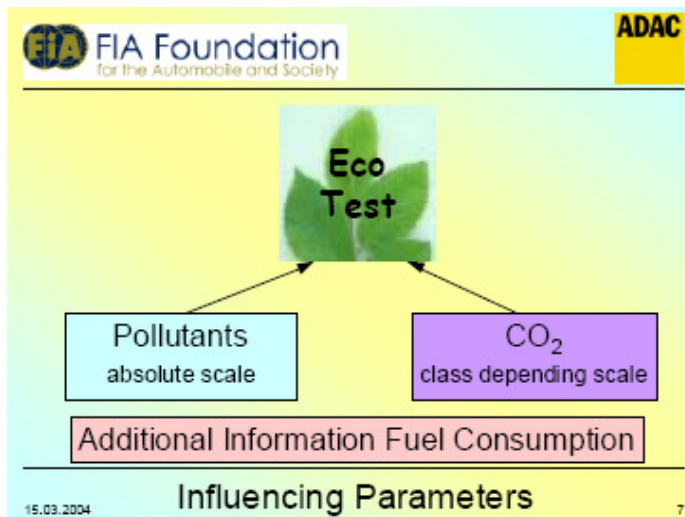 FiA FIA Foundation
for the Automobile and Society
ADAC
Eco
Test
Pollutants
absolute scale
CO₂
class depending scale
Additional Information Fuel Consumption
15.03.2004
Influencing Parameters
7